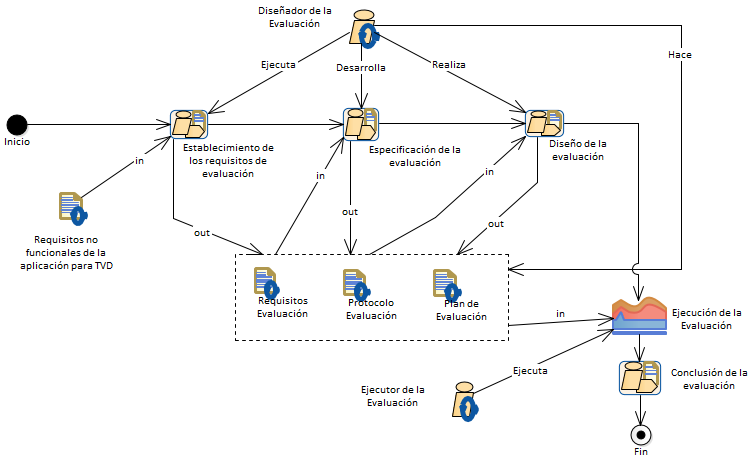 Diseñador de la
Evaluación
Hace
Ejecuta
Desarrolla
Realiza
Inicio
Establecimiento de
los requisitos de
evaluación
Especificación de la
evaluación
Diseño de la
evaluación
in
in
in
out
out
out
Requisitos no
funcionales de la
aplicación para TVD
Requisitos
Evaluación
Protocolo
Evaluación
Plan de
Evaluación
in
Ejecución de la
Evaluación
Ejecutor de la
Evaluación
Ejecuta
Conclusión de la
evaluación
Fin